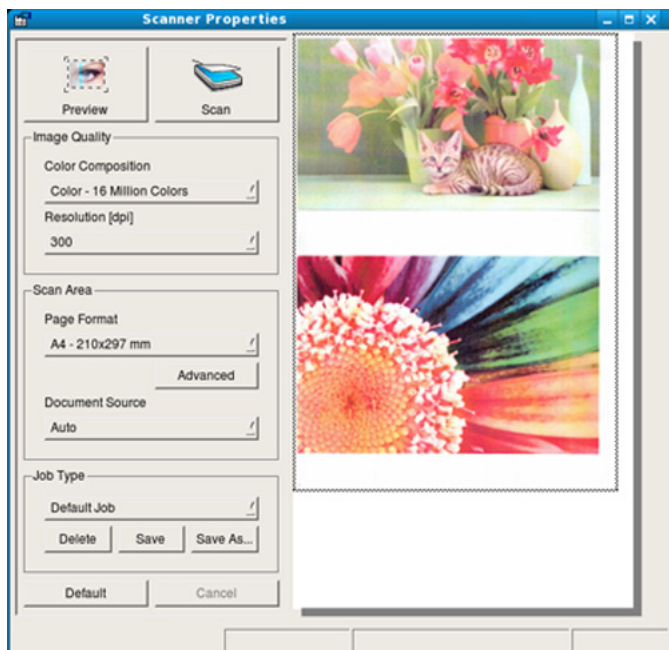 Scanner Properties
Preview Scan
Image Quality
Color Composition
Color - 16 Million Colors
Resolution [dpi]
300
Scan Area
Page Format
A4 - 210x297 mm
Advanced
Document Source
Auto
Job Type
Default Job
Delete Save Save As...
Default Cancel